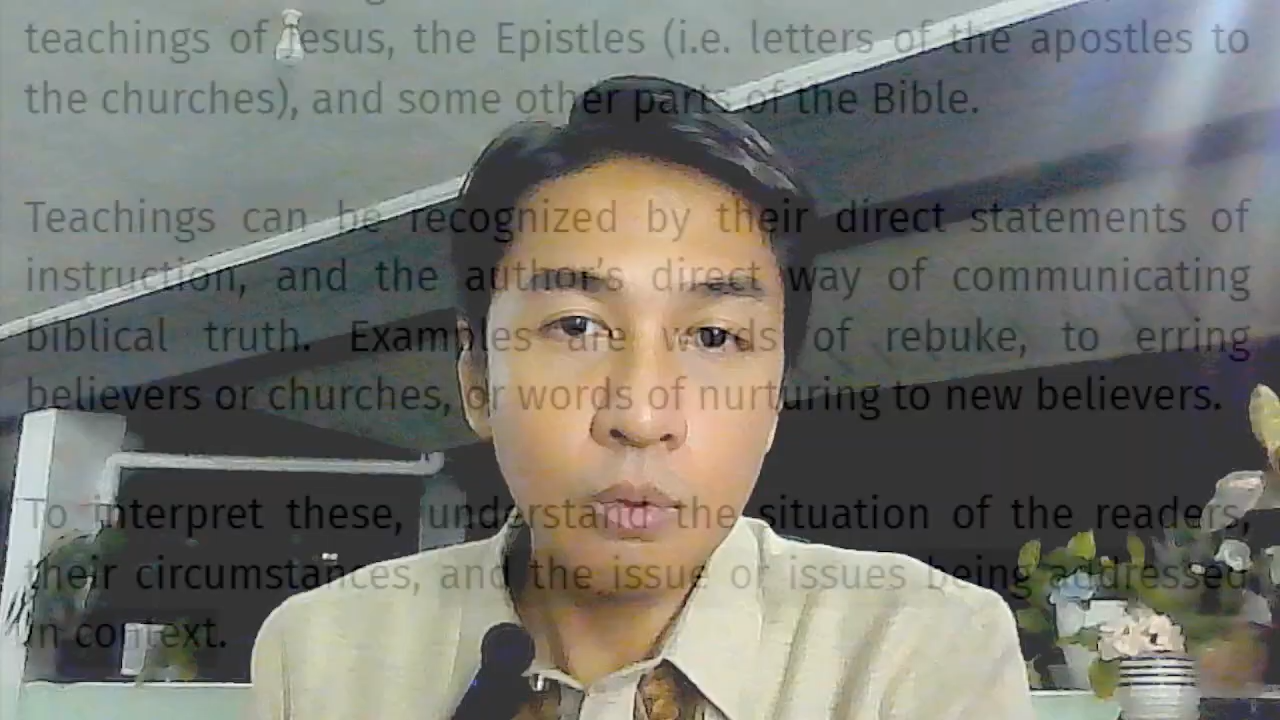 teachings of Jesus, the Epistles (i.e. letters of the apostles to
the churches), and some other parts of the Bible.
Teachings can be recognized by their direct statements of
instruction, and the author's direct way of communicating
biblical truth. Examples are words of rebuke, to erring
believers or churches, or words of nurturing to new believers.
To interpret these, understand the situation of the readers,
their circumstances, and the issue or issues being addressed
in context.